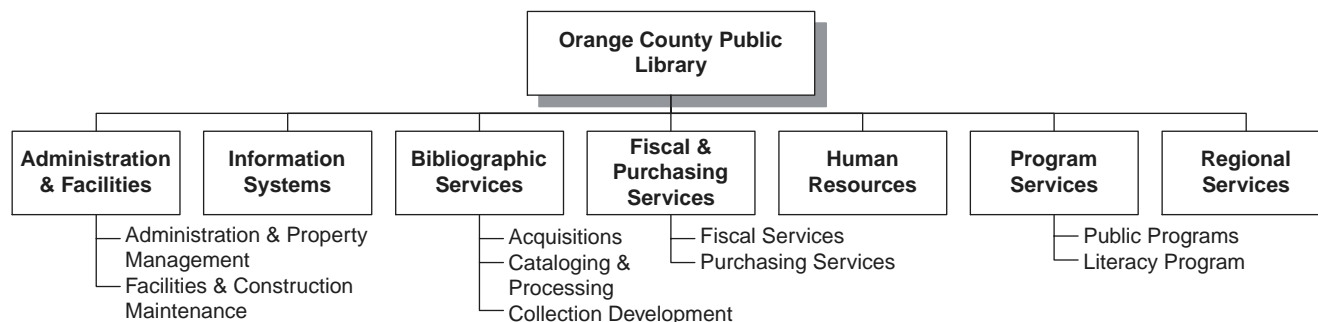 Orange County Public
Library
Administration
& Facilities
Information
Systems
Bibliographic
Services
Fiscal &
Purchasing
Services
Human
Resources
Program
Services
Regional
Services
Administration & Property
Management
Facilities & Construction
Maintenance
Acquisitions
Cataloging &
Processing
Collection Development
Fiscal Services
Purchasing Services
Public Programs
Literacy Program